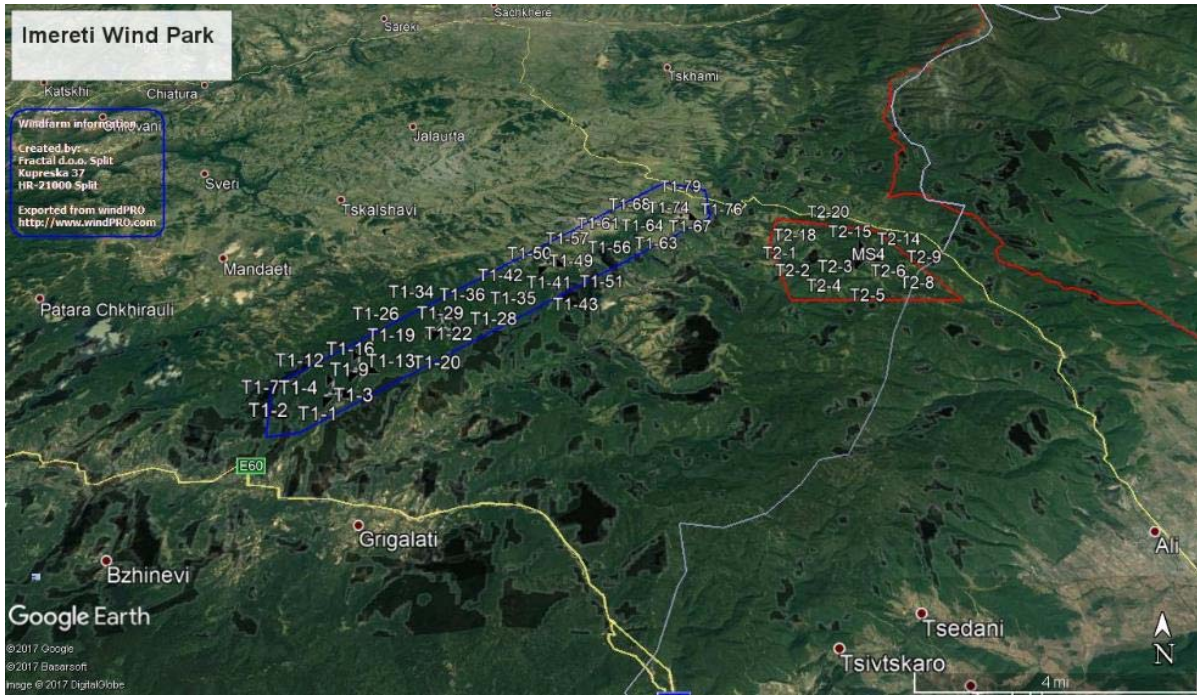 Imereti Wind Park
Sachkhere
Sareki
Tskhami
Katskhi
Chiatura
Windfarm information
Created by:
Fractal d.o.o. Split
Kupreska 37
HR-21000 Split
Exported from windPRO
http://www.windPRO.com
Jalaurta
Sveri
Tskalshavi
Mandaeti
Patara Chkhirauli
T1-79
T1-68
T1-74
T1-76
T1-61
T1-64
T1-67
T1-57
T1-56
T1-63
T1-50
T1-49
T1-42
T1-41
T1-51
T1-34
T1-36
T1-35
T1-43
T1-26
T1-29
T1-28
T1-19
T1-22
T1-16
T1-12
T1-13
T1-20
T1-9
T1-7
T1-4
T1-3
T1-2
T1-1
T2-20
T2-18
T2-15
T2-14
T2-1
MS4
T2-9
T2-2
T2-3
T2-6
T2-4
T2-8
T2-5
E60
Grigalati
Bzhinevi
Ali
Tsedani
Tsivtskaro
Google Earth
©2017 Google
©2017 Basarsoft
Image © 2017 DigitalGlobe
N
4 mi